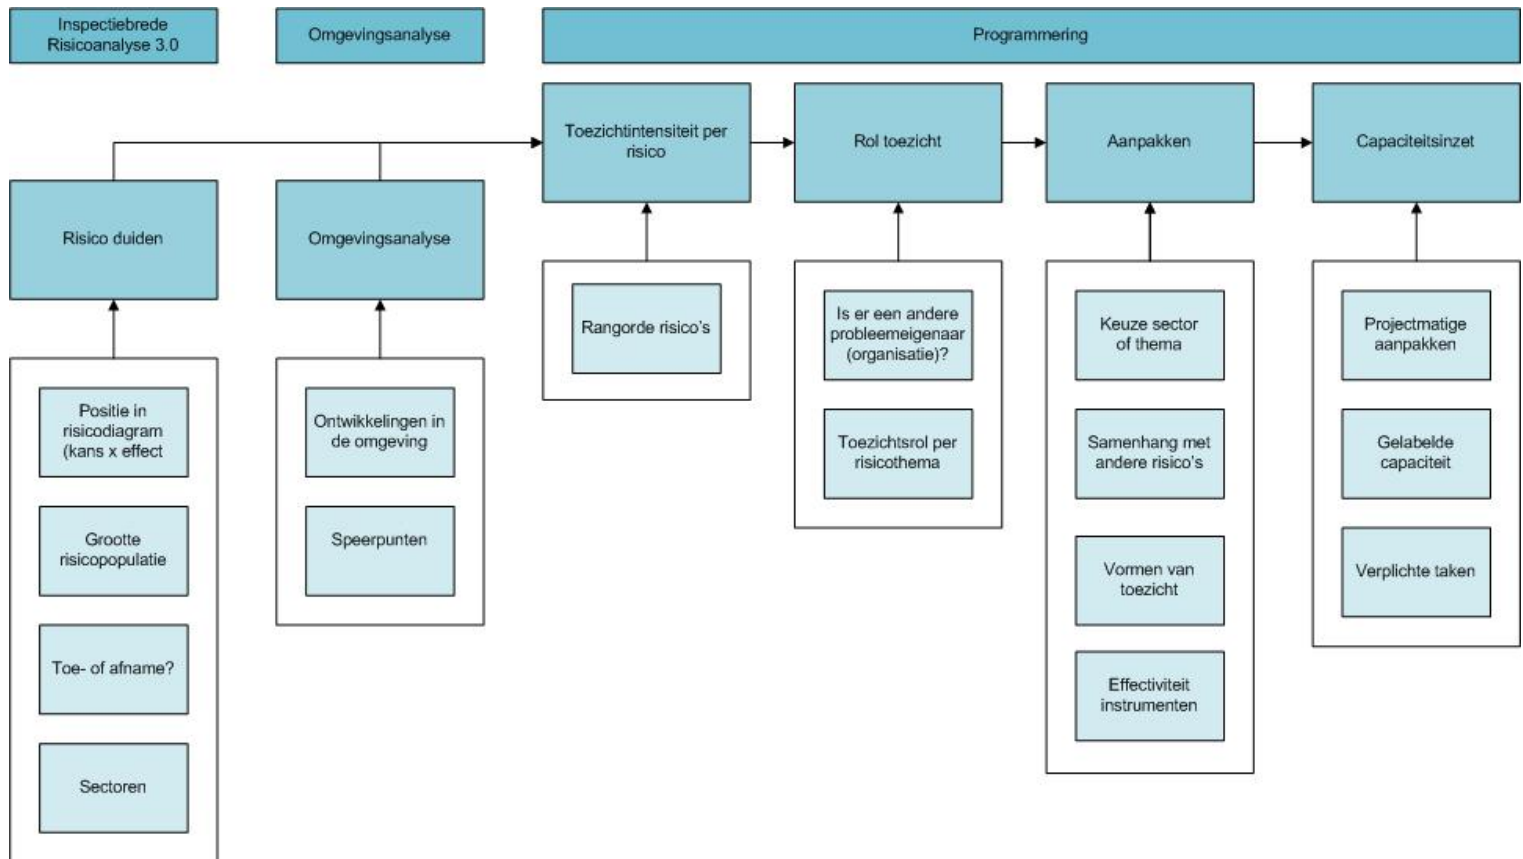 Inspectiebrede
Risicoanalyse 3.0
Omgevingsanalyse
Programmering
Toezichtintensiteit per
risico
Rol toezicht
Aanpakken
Capaciteitsinzet
Risico duiden
Omgevingsanalyse
Positie in
risicodiagram
(kans x effect
Grootte
risicopopulatie
Toe- of afname?
Sectoren
Ontwikkelingen in
de omgeving
Speerpunten
Rangorde risico's
Is er een andere
probleemeigenaar
(organisatie)?
Toezichtsrol per
risicothema
Keuze sector
of thema
Samenhang met
andere risico's
Vormen van
toezicht
Effectiviteit
instrumenten
Projectmatige
aanpakken
Gelabelde
capaciteit
Verplichte taken